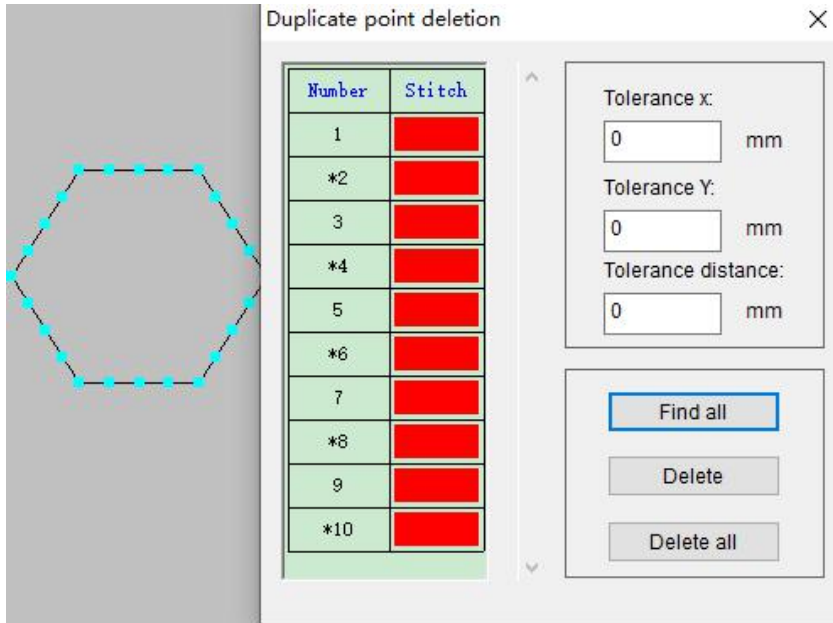 Duplicate point deletion
Number Stitch
1
*2
3
*4
5
*6
7
*8
9
*10
Tolerance x:
0 mm
Tolerance Y:
0 mm
Tolerance distance:
0 mm
Find all
Delete
Delete all